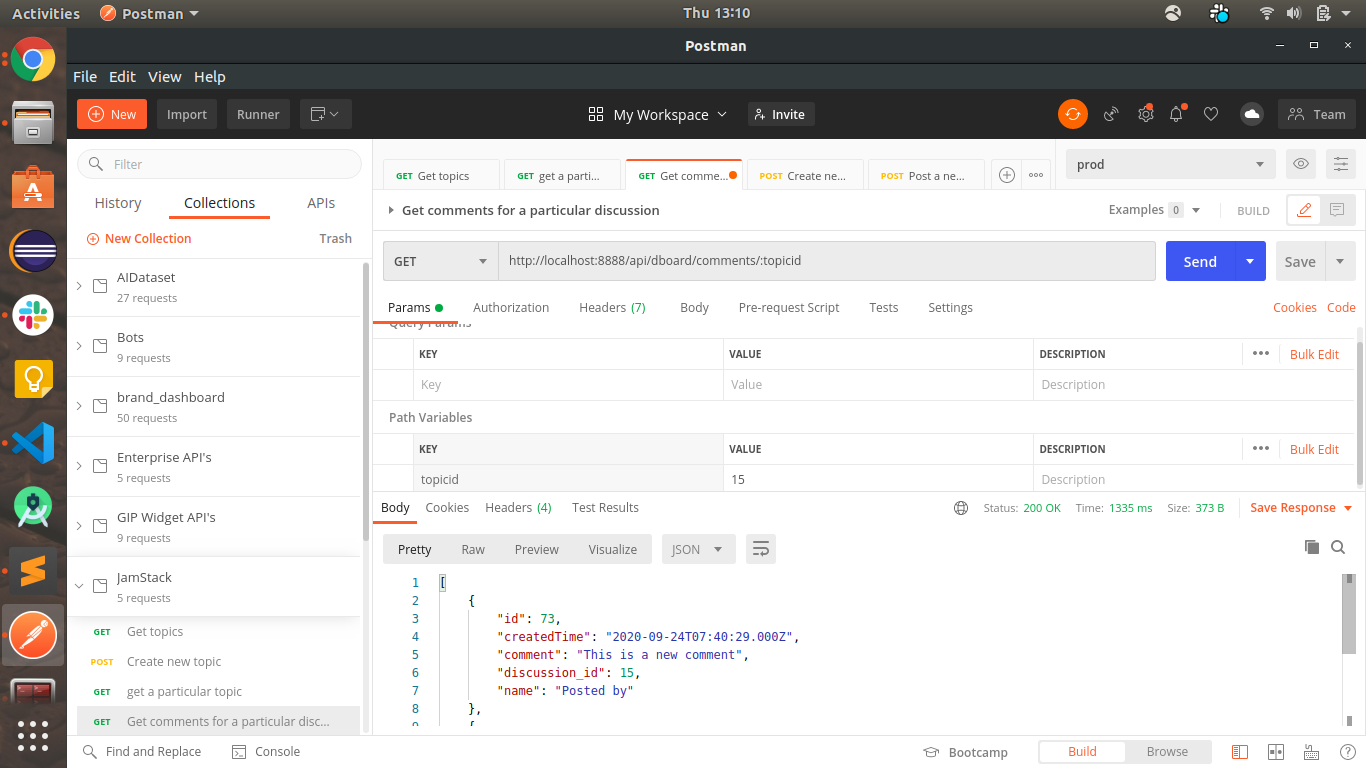 Activities Postman Thu 13:10
Postman
File Edit View Help
New Import Runner My Workspace Invite Team
Filter
History Collections APIs
New Collection Trash
AIDataset
27 requests
Bots
9 requests
brand_dashboard
50 requests
Enterprise API's
5 requests
GIP Widget API's
9 requests
JamStack
5 requests
GET Get topics
POST Create new topic
GET get a particular topic
GET Get comments for a particular disc...
GET Get topics GET get a parti... GET Get comme... POST Create ne... POST Post a ne... prod
Get comments for a particular discussion Examples 0 BUILD
GET http://localhost:8888/api/dboard/comments/:topicid Send Save
Params Authorization Headers (7) Body Pre-request Script Tests Settings Cookies Code
Query Params
KEY VALUE DESCRIPTION Bulk Edit
Key Value Description
Path Variables
KEY VALUE DESCRIPTION Bulk Edit
topicid 15 Description
Body Cookies Headers (4) Test Results Status: 200 OK Time: 1335 ms Size: 373 B Save Response
Pretty Raw Preview Visualize JSON
1 [
2 {
3 "id": 73,
4 "createdTime": "2020-09-24T07:40:29.000Z",
5 "comment": "This is a new comment",
6 "discussion_id": 15,
7 "name": "Posted by"
8 },
9 {
Find and Replace Console Bootcamp Build Browse